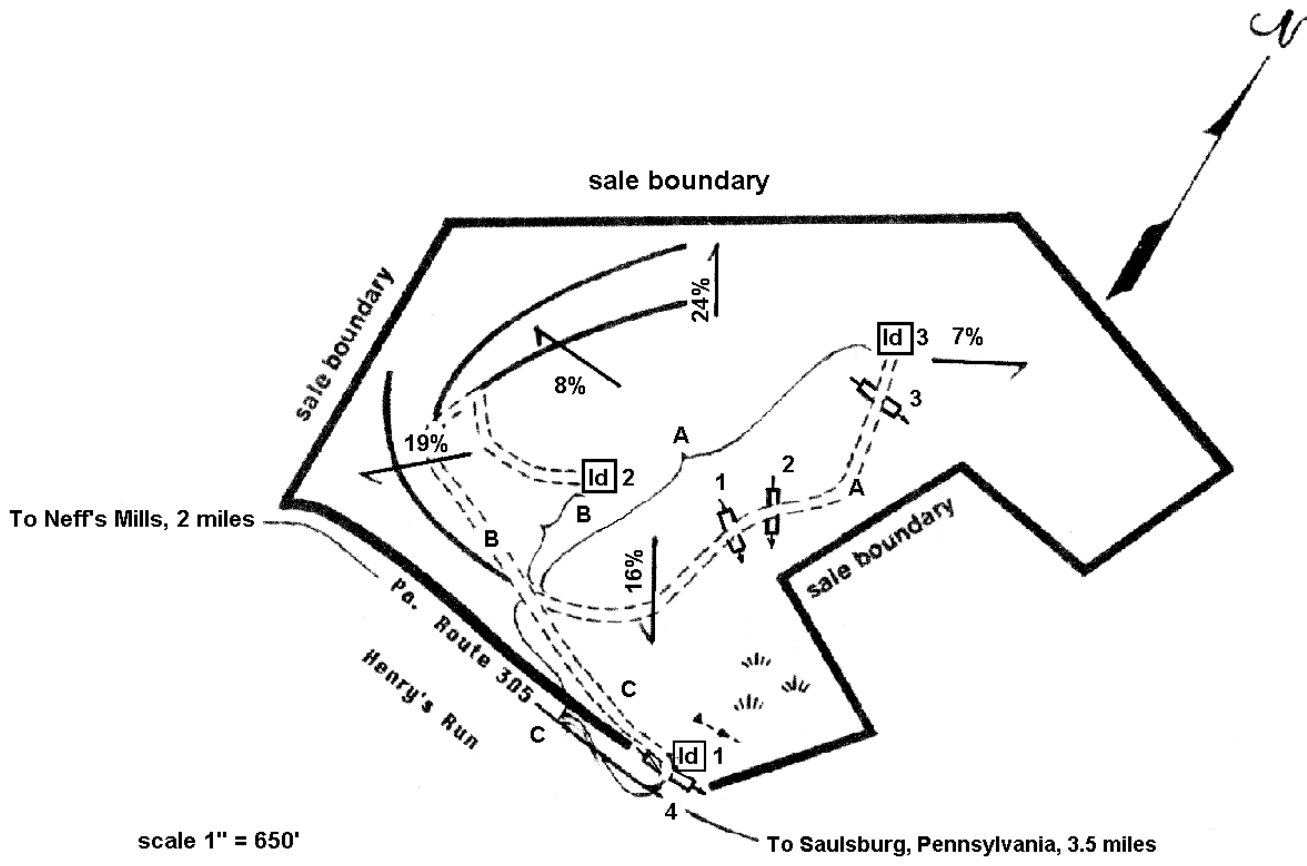 N
sale boundary
sale boundary
24%
8%
ld 3
7%
3
19%
A
ld 2
1
2
A
B
B
sale boundary
To Neff's Mills, 2 miles
16%
pa. Route 305
Henry's Run
C
C
ld 1
4
scale 1" = 650'
To Saulsburg, Pennsylvania, 3.5 miles